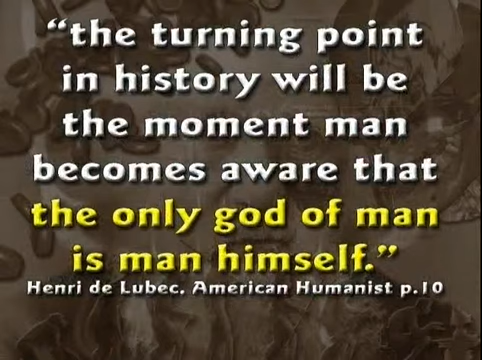 “the turning point
in history will be
the moment man
becomes aware that
the only god of man
is man himself.”
Henri de Lubec. American Humanist p.10